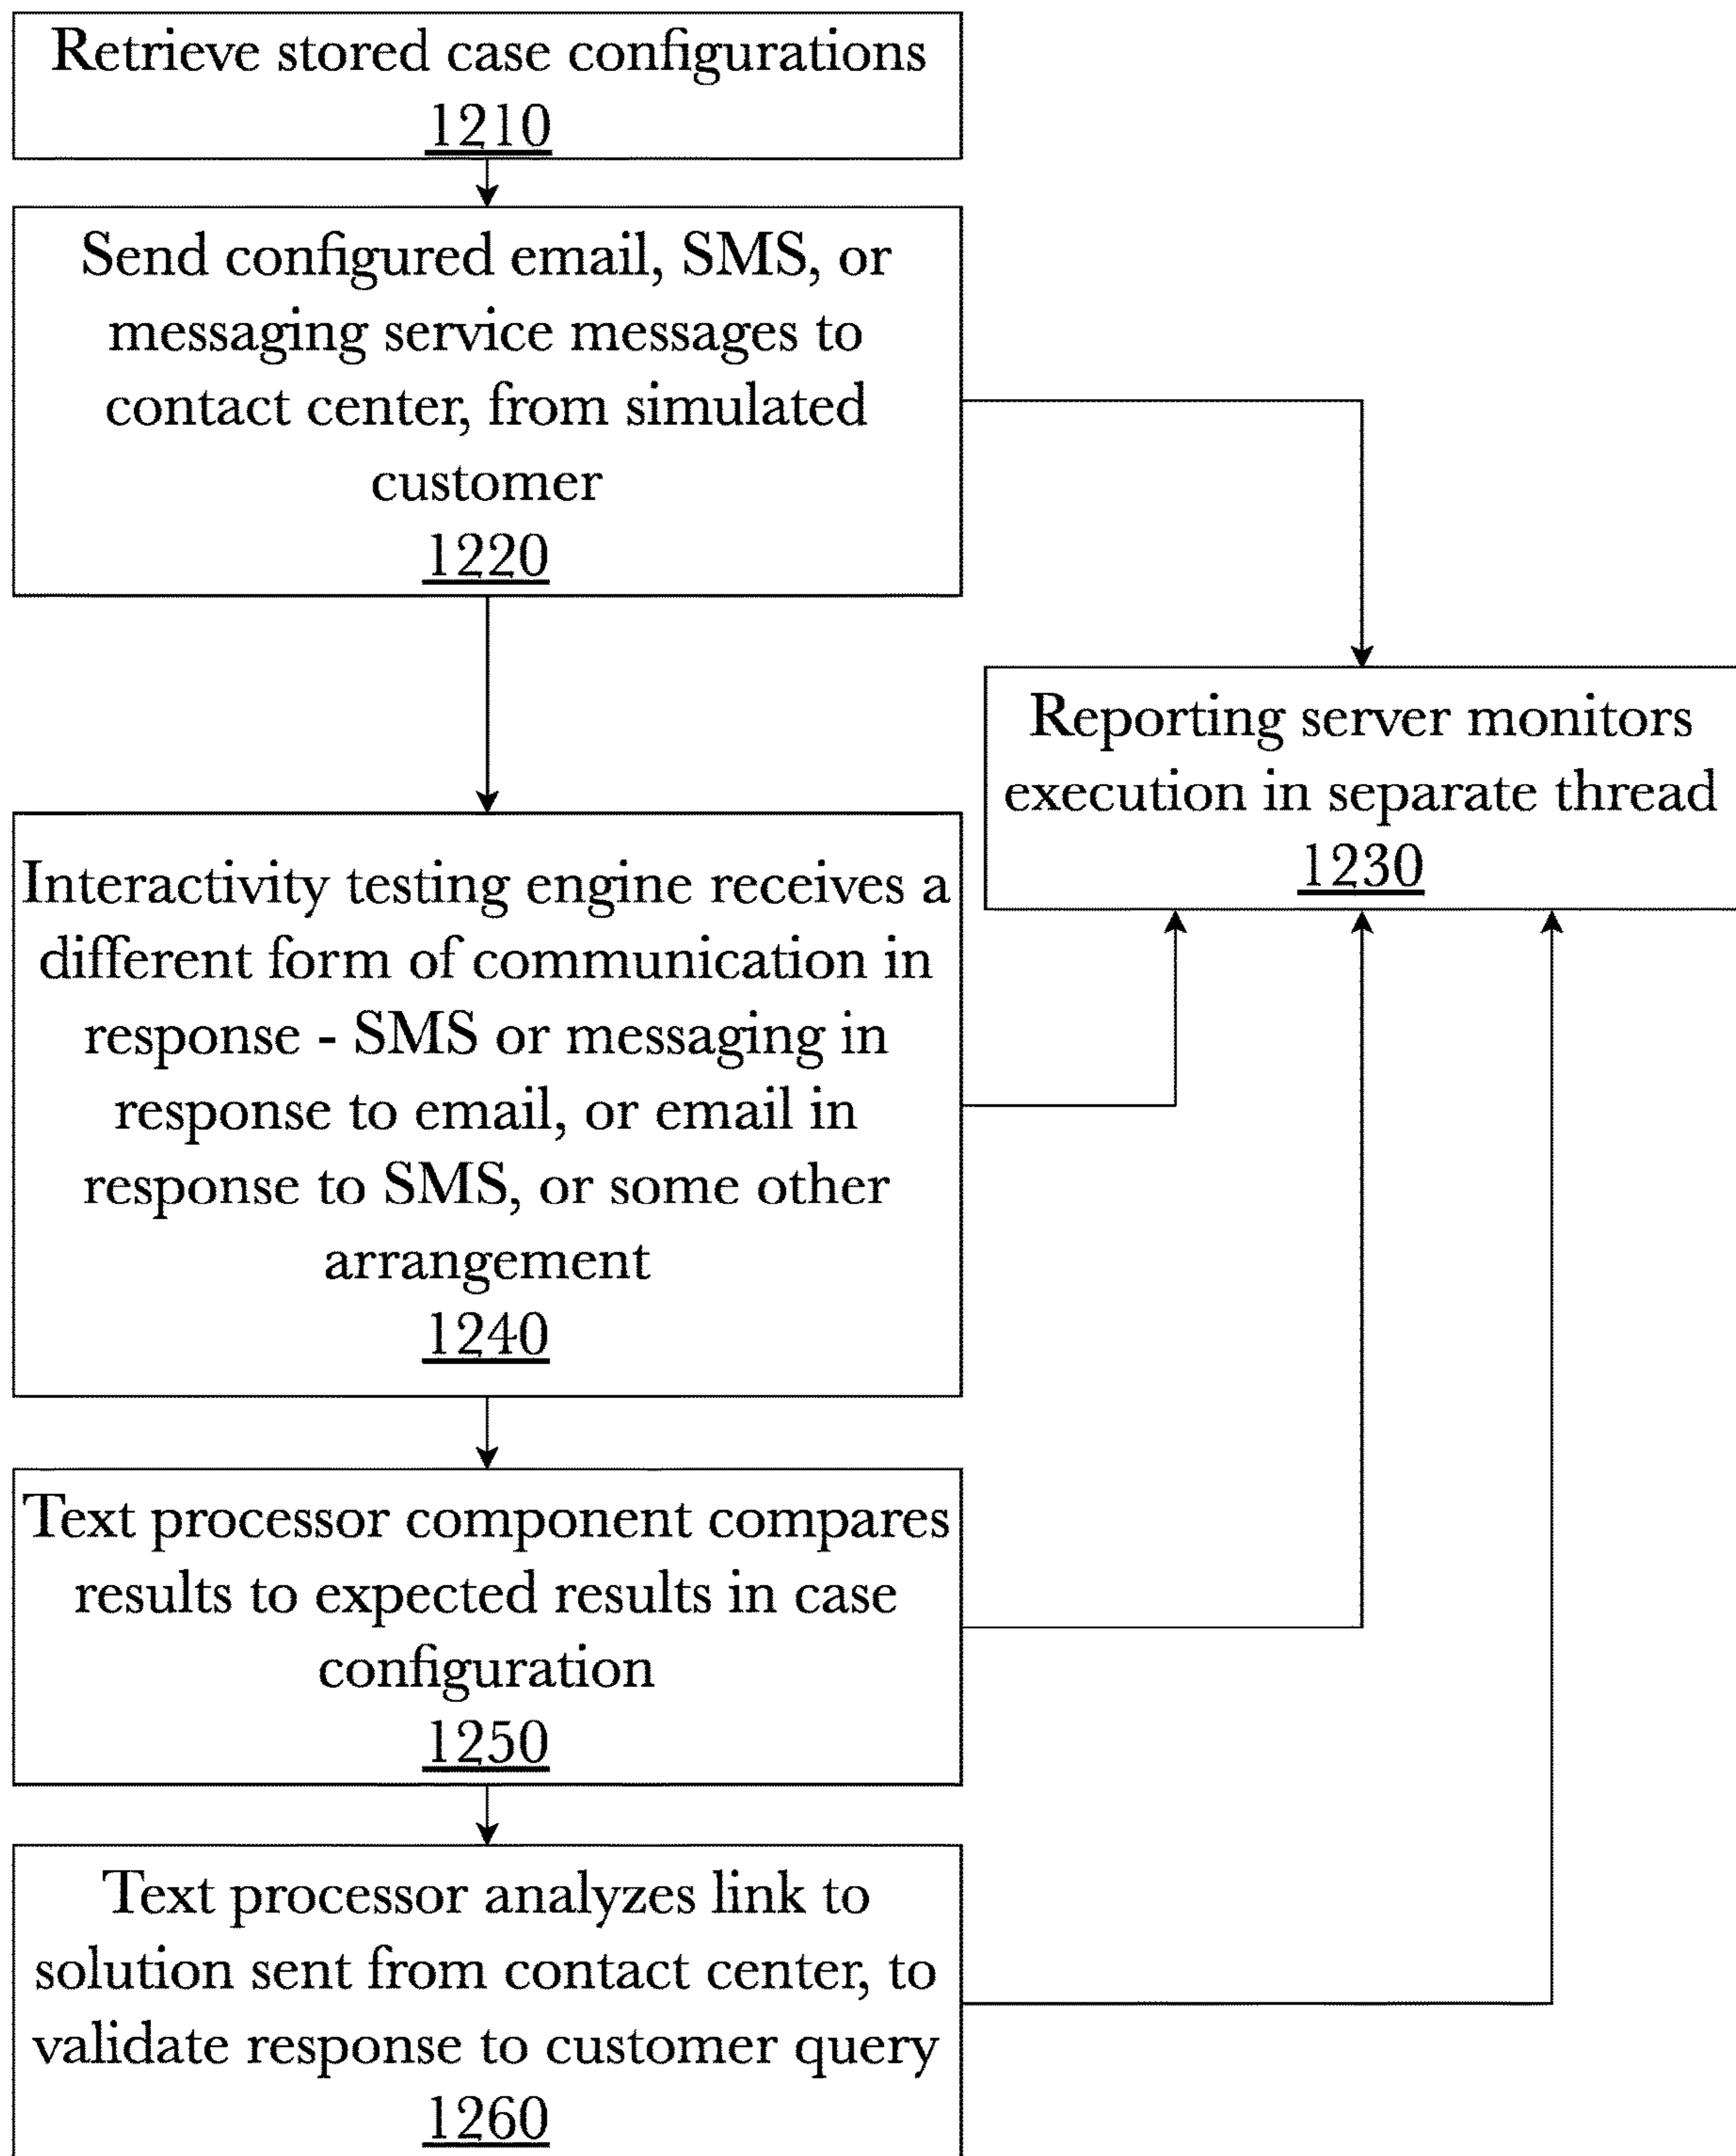 Retrieve stored case configurations
1210
Send configured email, SMS, or
messaging service messages to
contact center, from simulated
customer
1220
Reporting server monitors
execution in separate thread
1230
Interactivity testing engine receives a
different form of communication in
response - SMS or messaging in
response to email, or email in
response to SMS, or some other
arrangement
1240
Text processor component compares
results to expected results in case
configuration
1250
Text processor analyzes link to
solution sent from contact center, to
validate response to customer query
1260